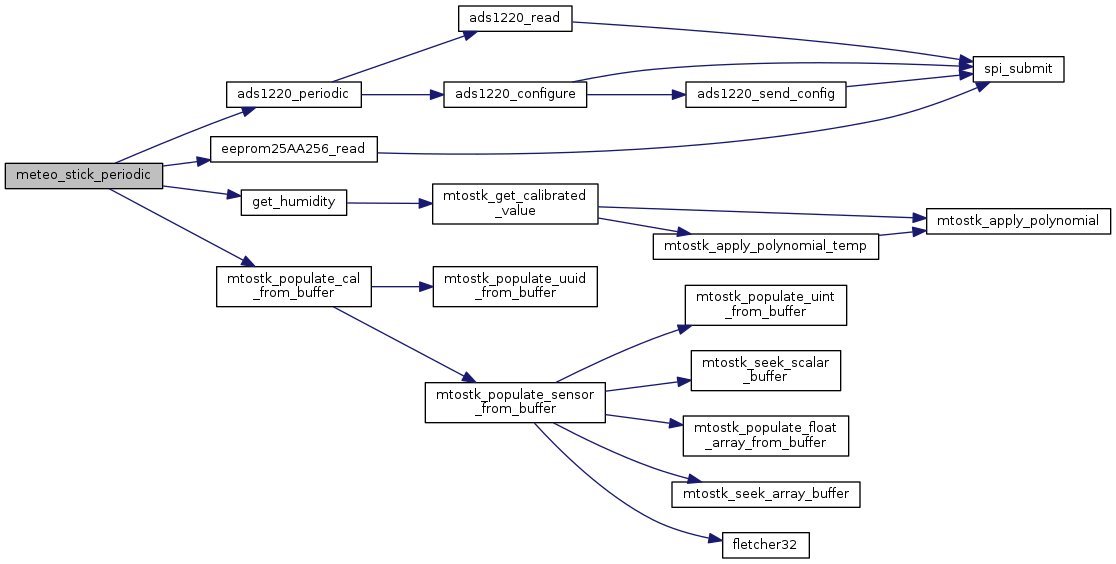 ads1220_read
spi_submit
ads1220_periodic
ads1220_configure
ads1220_send_config
eeprom25AA256_read
meteo_stick_periodic
get_humidity
mtostk_get_calibrated
_value
mtostk_apply_polynomial
mtostk_apply_polynomial_temp
mtostk_populate_cal
_from_buffer
mtostk_populate_uuid
_from_buffer
mtostk_populate_uint
_from_buffer
mtostk_seek_scalar
_buffer
mtostk_populate_sensor
_from_buffer
mtostk_populate_float
_array_from_buffer
mtostk_seek_array_buffer
fletcher32